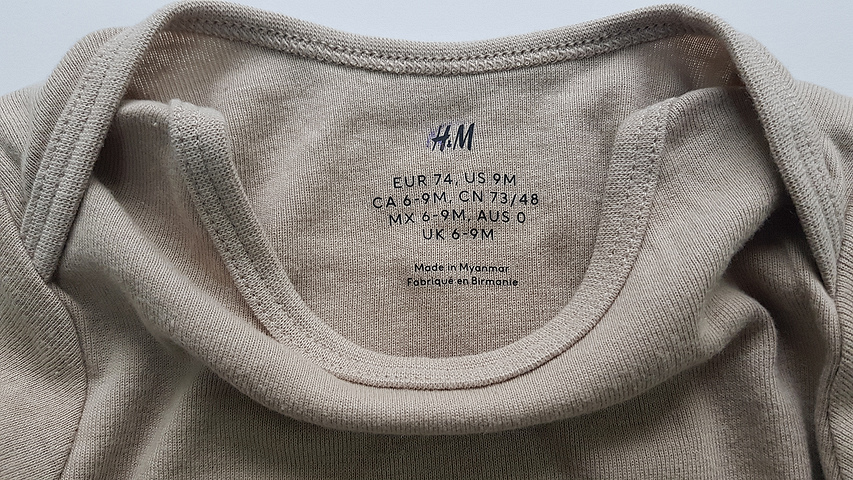 H&M
EUR 74, US 9M
CA 6-9M, CN 73/48
MX 6-9M, AUS 0
UK 6-9M
Made in Myanmar
Fabriqué en Birmanie